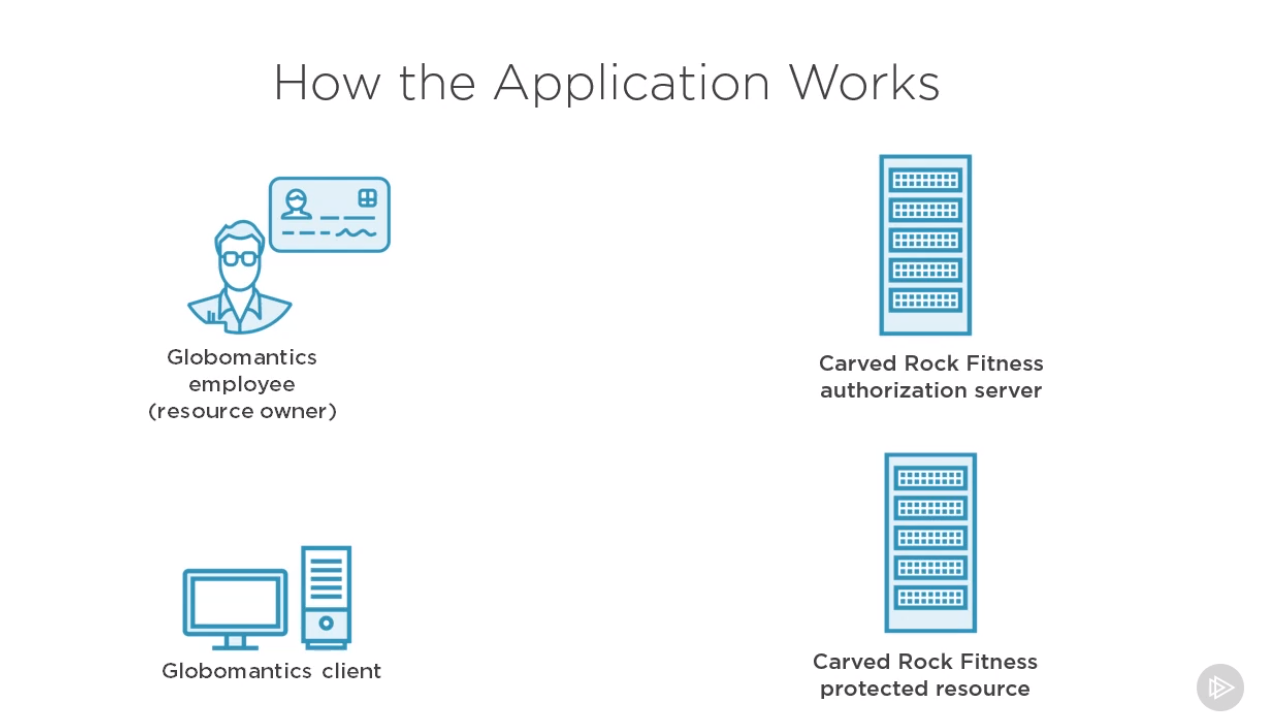 How the Application Works
Globomantics
employee
(resource owner)
Carved Rock Fitness
authorization server
Globomantics client
Carved Rock Fitness
protected resource